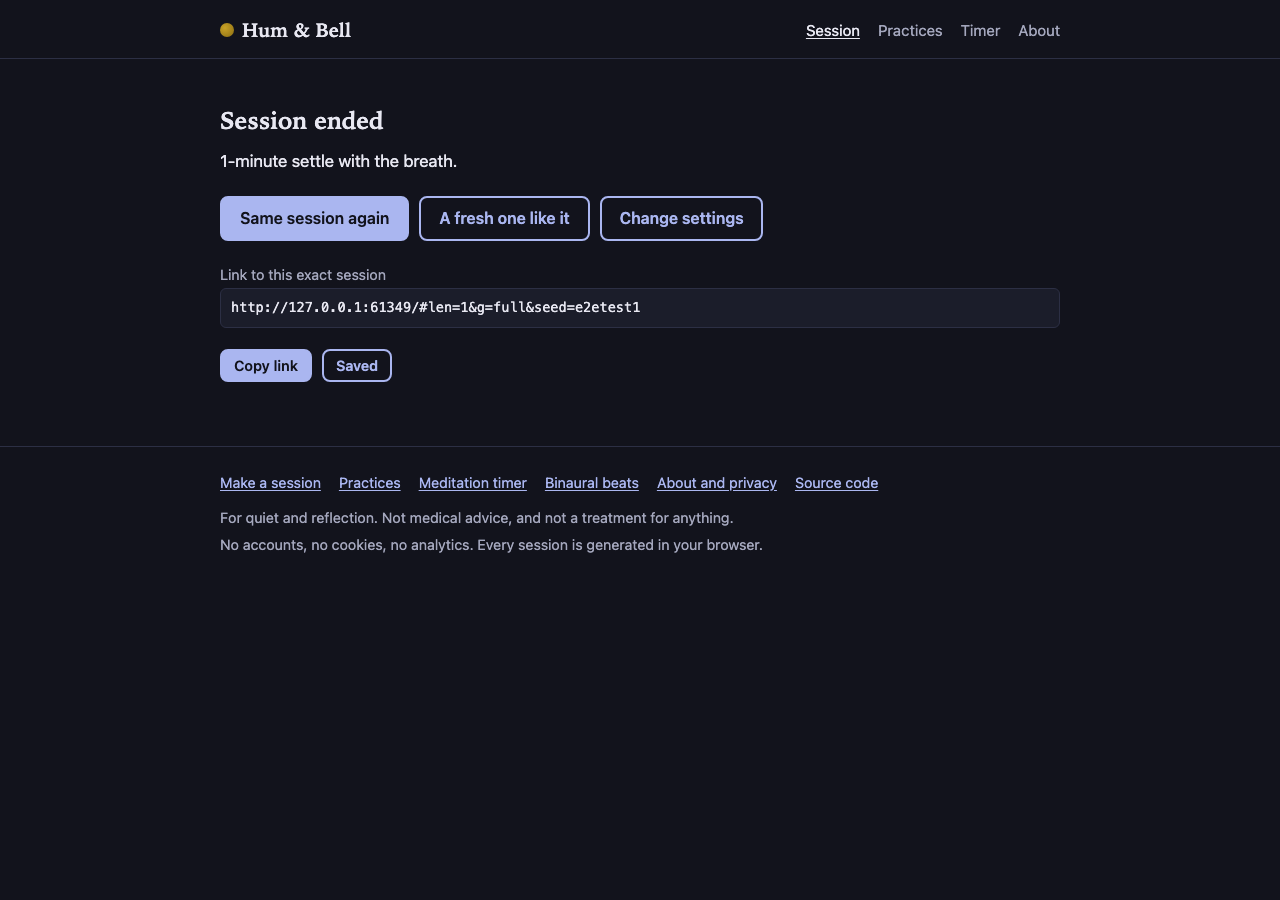 Hum & Bell
Session Practices Timer About
Session ended
1-minute settle with the breath.
Same session again A fresh one like it Change settings
Link to this exact session
http://127.0.0.1:61349/#len=1&g=full&seed=e2etest1
Copy link Saved
Make a session Practices Meditation timer Binaural beats About and privacy Source code
For quiet and reflection. Not medical advice, and not a treatment for anything.
No accounts, no cookies, no analytics. Every session is generated in your browser.